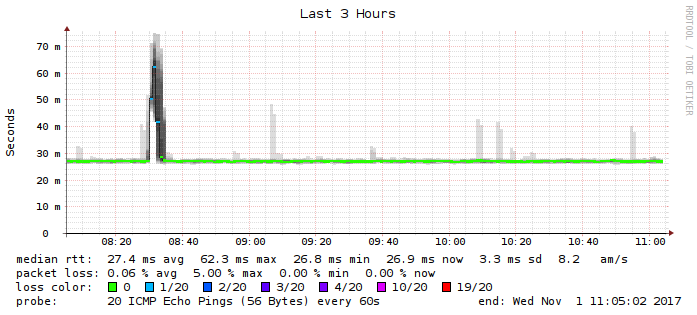 Last 3 Hours
RRDTOOL / TOBI OETIKER
Seconds
70 m
60 m
50 m
40 m
30 m
20 m
10 m
0
08:20 08:40 09:00 09:20 09:40 10:00 10:20 10:40 11:00
median rtt: 27.4 ms avg 62.3 ms max 26.8 ms min 26.9 ms now 3.3 ms sd 8.2 am/s
packet loss: 0.06 % avg 5.00 % max 0.00 % min 0.00 % now
loss color: 0 1/20 2/20 3/20 4/20 10/20 19/20
probe: 20 ICMP Echo Pings (56 Bytes) every 60s end: Wed Nov 1 11:05:02 2017